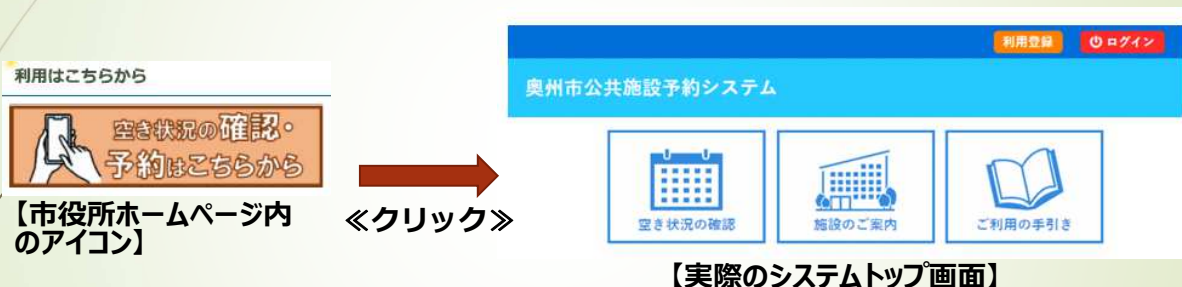 利用登録
ログイン
利用はこちらから
奥州市公共施設予約システム
空き状況の確認・
予約はこちらから
【市役所ホームページ内
のアイコン】
≪クリック≫
空き状況の確認
施設のご案内
ご利用の手引き
【実際のシステムトップ画面】